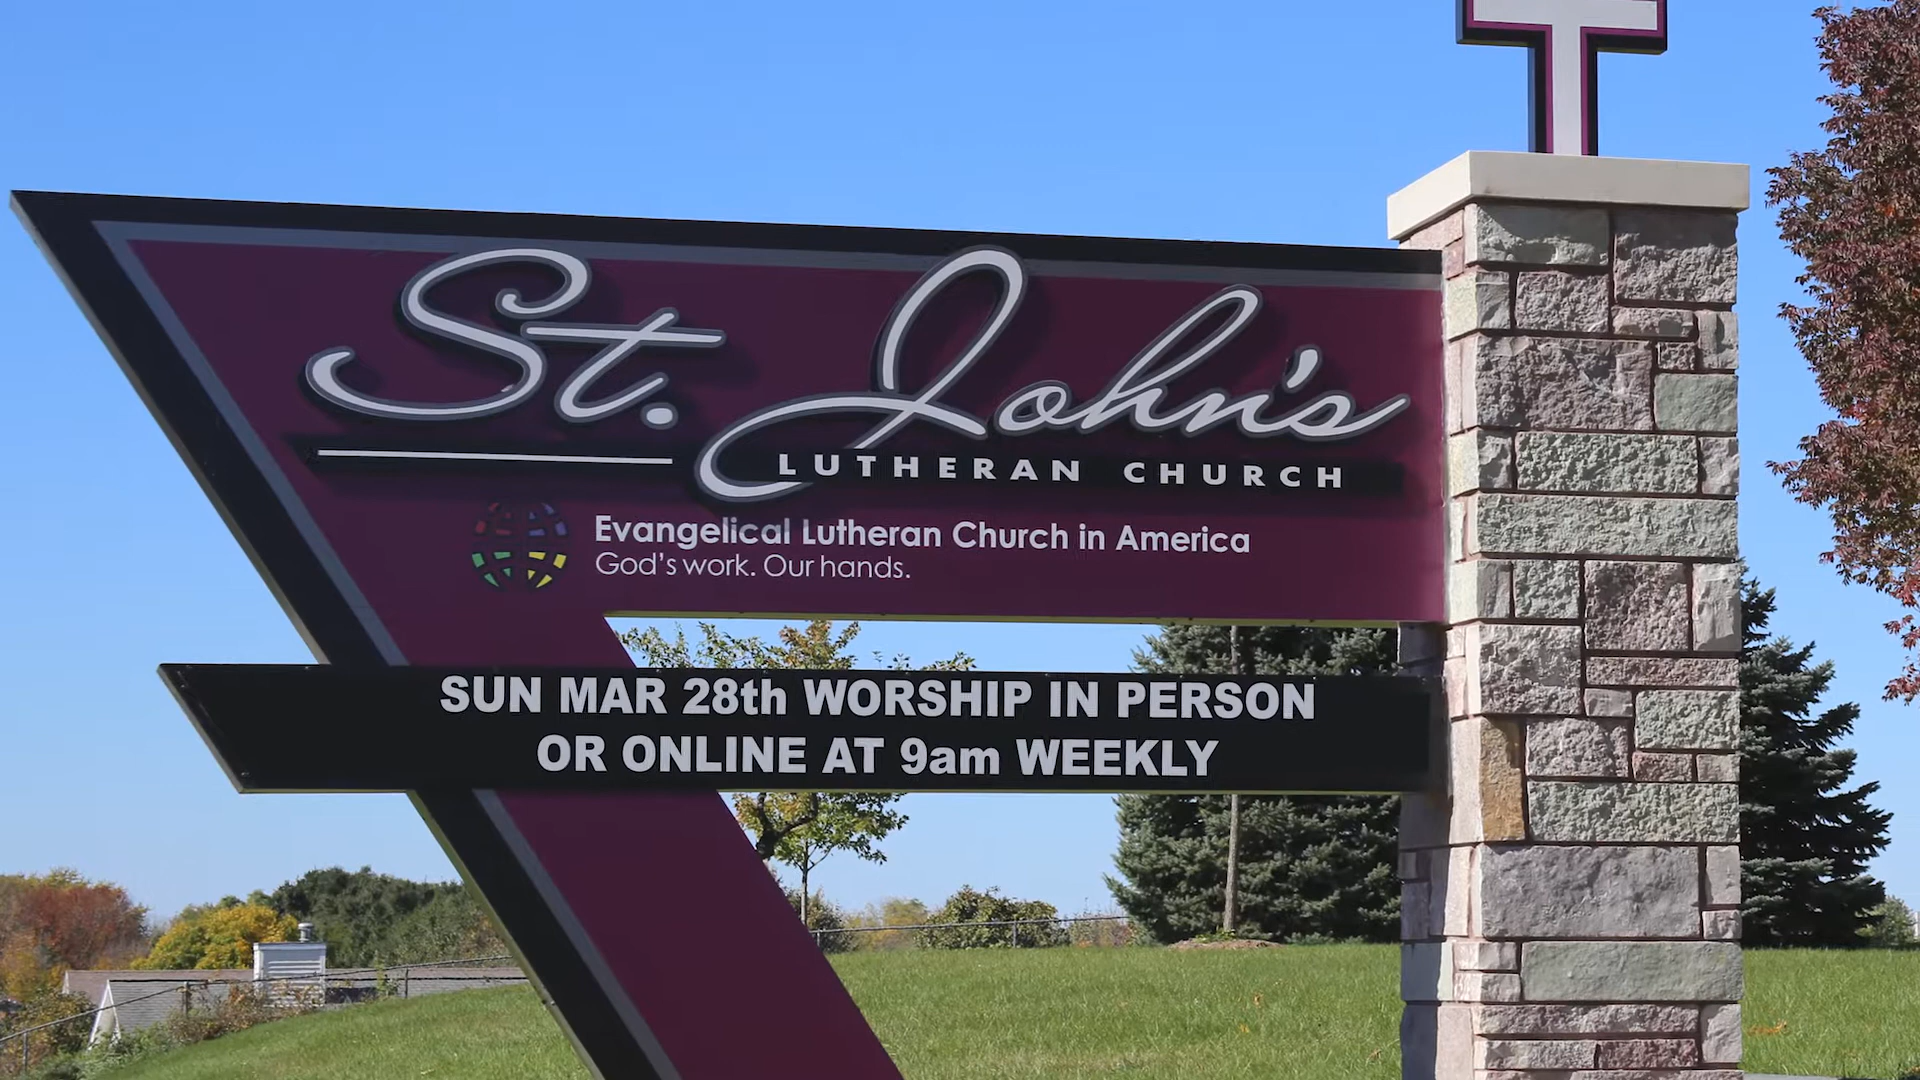 St. John's
LUTHERAN CHURCH
Evangelical Lutheran Church in America
God's work. Our hands.
SUN MAR 28th WORSHIP IN PERSON
OR ONLINE AT 9am WEEKLY